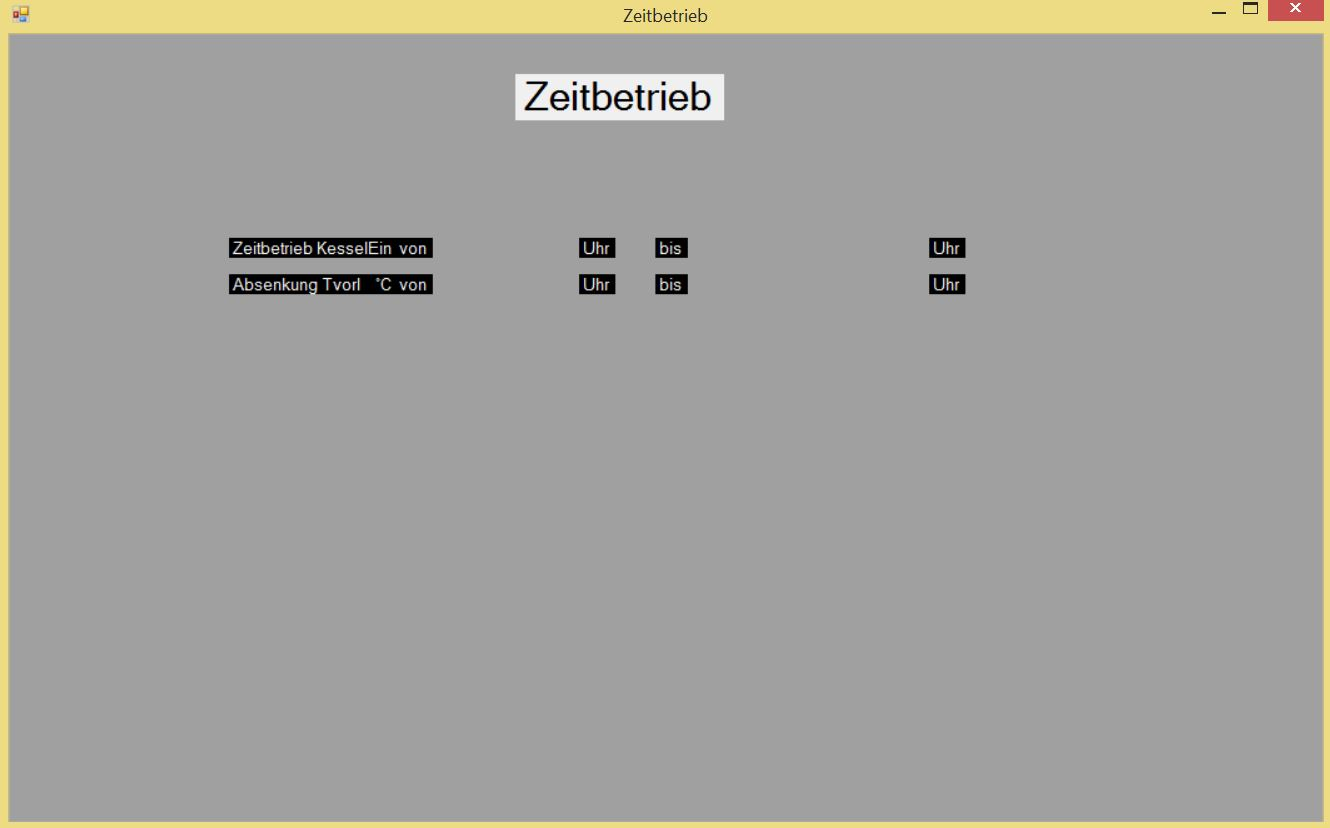 Zeitbetrieb
Zeitbetrieb
Zeitbetrieb KesselEin von Uhr bis Uhr
Absenkung Tvorl °C von Uhr bis Uhr